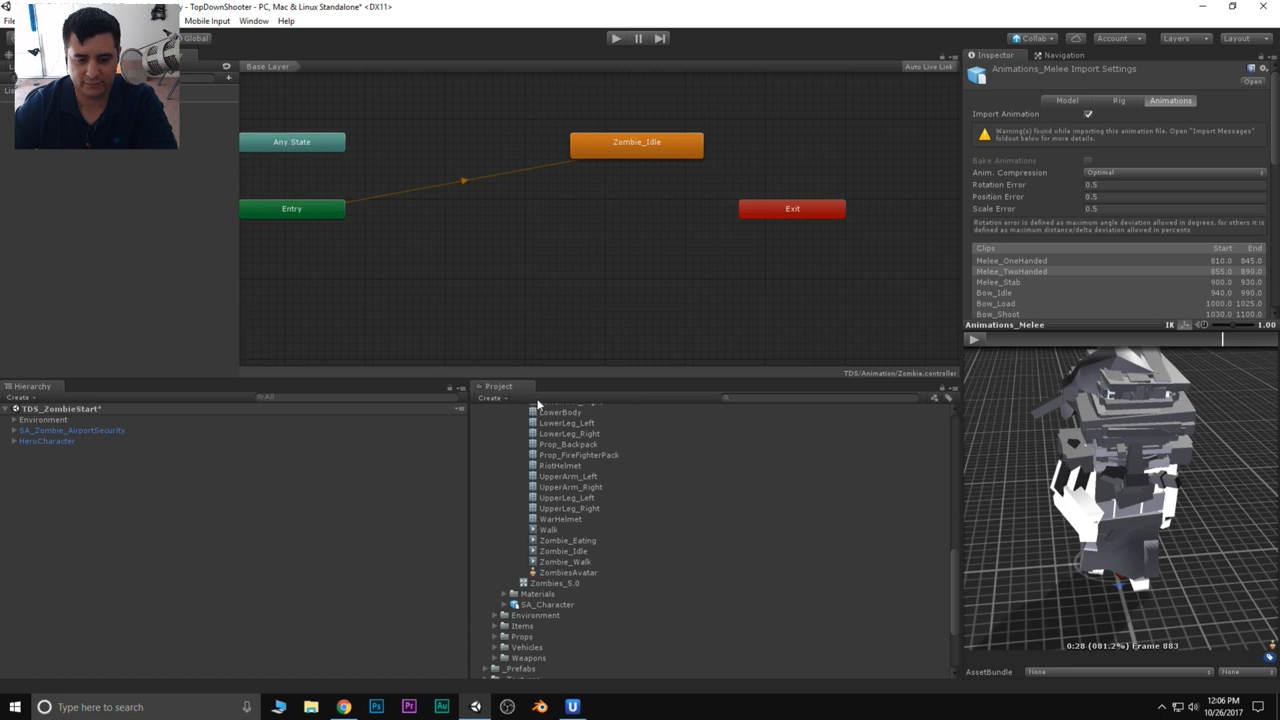 - TopDownShooter - PC, Mac & Linux Standalone* <DX11>
Mobile Input Window Help
Global
Collab Account Layers Layout
Base Layer
Auto Live Link
Any State
Zombie_Idle
Entry
Exit
TDS/Animation/Zombie.controller
Inspector Navigation
Animations_Melee Import Settings
Open
Model Rig Animations
Import Animation
Warning(s) found while importing this animation file. Open "Import Messages"
foldout below for more details.
Bake Animations
Anim. Compression Optimal
Rotation Error 0.5
Position Error 0.5
Scale Error 0.5
Rotation error is defined as maximum angle deviation allowed in degrees, for others it is
defined as maximum distance/delta deviation allowed in percents
Clips Start End
Melee_OneHanded 810.0 845.0
Melee_TwoHanded 855.0 890.0
Melee_Stab 900.0 930.0
Bow_Idle 940.0 990.0
Bow_Load 1000.0 1025.0
Bow_Shoot 1030.0 1100.0
Animations_Melee IK 1.00
0:28 (081.2%) Frame 883
AssetBundle None None
Hierarchy
Create All
TDS_ZombieStart*
Environment
SA_Zombie_AirportSecurity
HeroCharacter
Project
Create
LowerBody
LowerLeg_Left
LowerLeg_Right
Prop_Backpack
Prop_FireFighterPack
RiotHelmet
UpperArm_Left
UpperArm_Right
UpperLeg_Left
UpperLeg_Right
WarHelmet
Walk
Zombie_Eating
Zombie_Idle
Zombie_Walk
ZombiesAvatar
Zombies_5.0
Materials
SA_Character
Environment
Items
Props
Vehicles
Weapons
_Prefabs
Type here to search
Ps Pr Au U
12:06 PM
10/26/2017